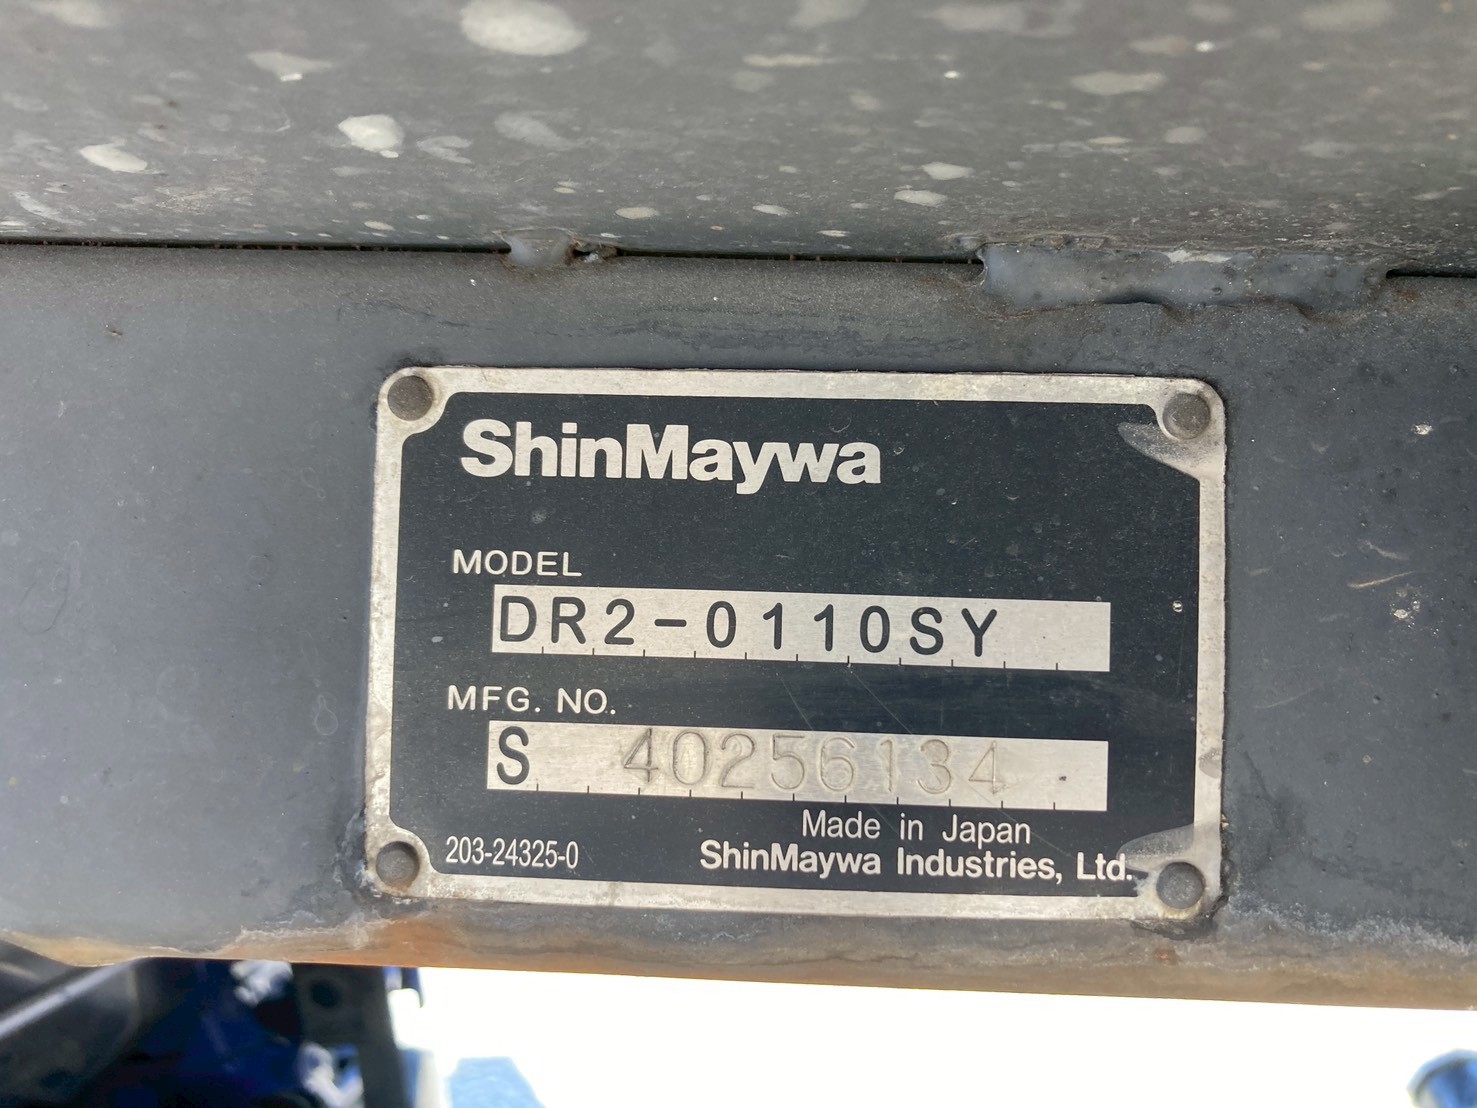 ShinMaywa
MODEL
DR2-0110SY
MFG. NO.
S 40256134
Made in Japan
203-24325-0 ShinMaywa Industries, Ltd.